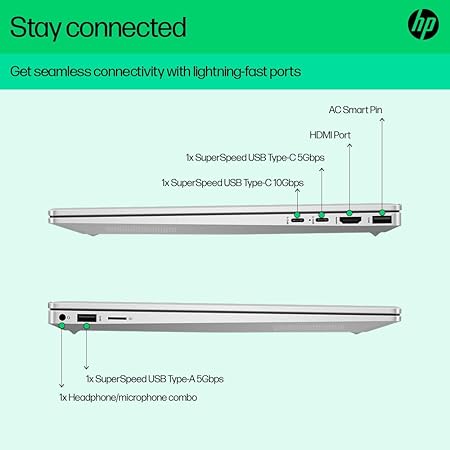 Stay connected
hp
Get seamless connectivity with lightning-fast ports
AC Smart Pin
HDMI Port
1x SuperSpeed USB Type-C 5Gbps
1x SuperSpeed USB Type-C 10Gbps
1x SuperSpeed USB Type-A 5Gbps
1x Headphone/microphone combo